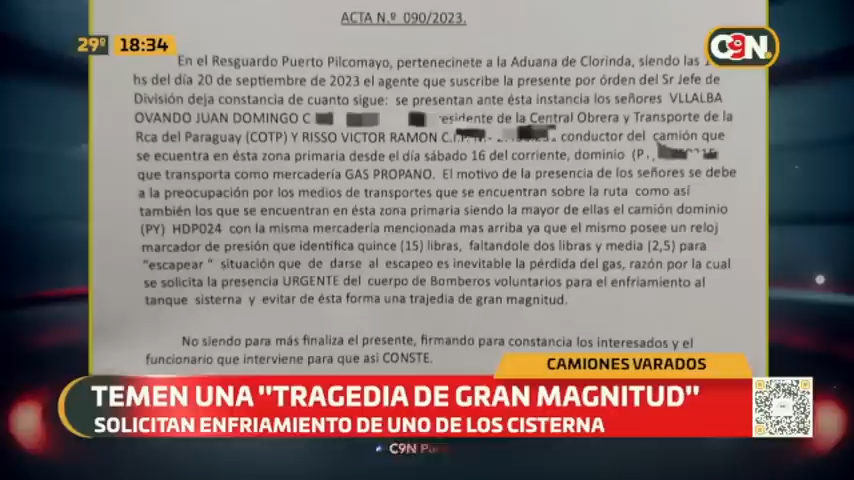 ACTA N.º 090/2023.
29º 18:34
C9N.
En el Resguardo Puerto Pilcomayo, pertenecinete a la Aduana de Clorinda, siendo las
hs del día 20 de septiembre de 2023 el agente que suscribe la presente por órden del Sr Jefe de
División deja constancia de cuanto sigue: se presentan ante ésta instancia los señores VLLALBA
OVANDO JUAN DOMINGO C residente de la Central Obrera y Transporte de la
Rca del Paraguay (COTP) Y RISSO VICTOR RAMON conductor del camión que
se ecuentra en ésta zona primaria desde el día sábado 16 del corriente, dominio (P
que transporta como mercadería GAS PROPANO. El motivo de la presencia de los señores se debe
a la preocupación por los medios de transportes que se encuentran sobre la ruta como así
también los que se encuentran en ésta zona primaria siendo la mayor de ellas el camión dominio
(PY) HDP024 con la misma mercadería mencionada mas arriba ya que el mismo posee un reloj
marcador de presión que identifica quince (15) libras, faltandole dos libras y media (2,5) para
"escapear" situación que de darse al escapeo es inevitable la pérdida del gas, razón por la cual
se solicita la presencia URGENTE del cuerpo de Bomberos voluntarios para el enfriamiento al
tanque sisterna y evitar de ésta forma una trajedia de gran magnitud.
No siendo para más finaliza el presente, firmando para constancia los interesados y el
funcionario que interviene para que asi CONSTE.
CAMIONES VARADOS
TEMEN UNA "TRAGEDIA DE GRAN MAGNITUD"
SOLICITAN ENFRIAMIENTO DE UNO DE LOS CISTERNA
C9N